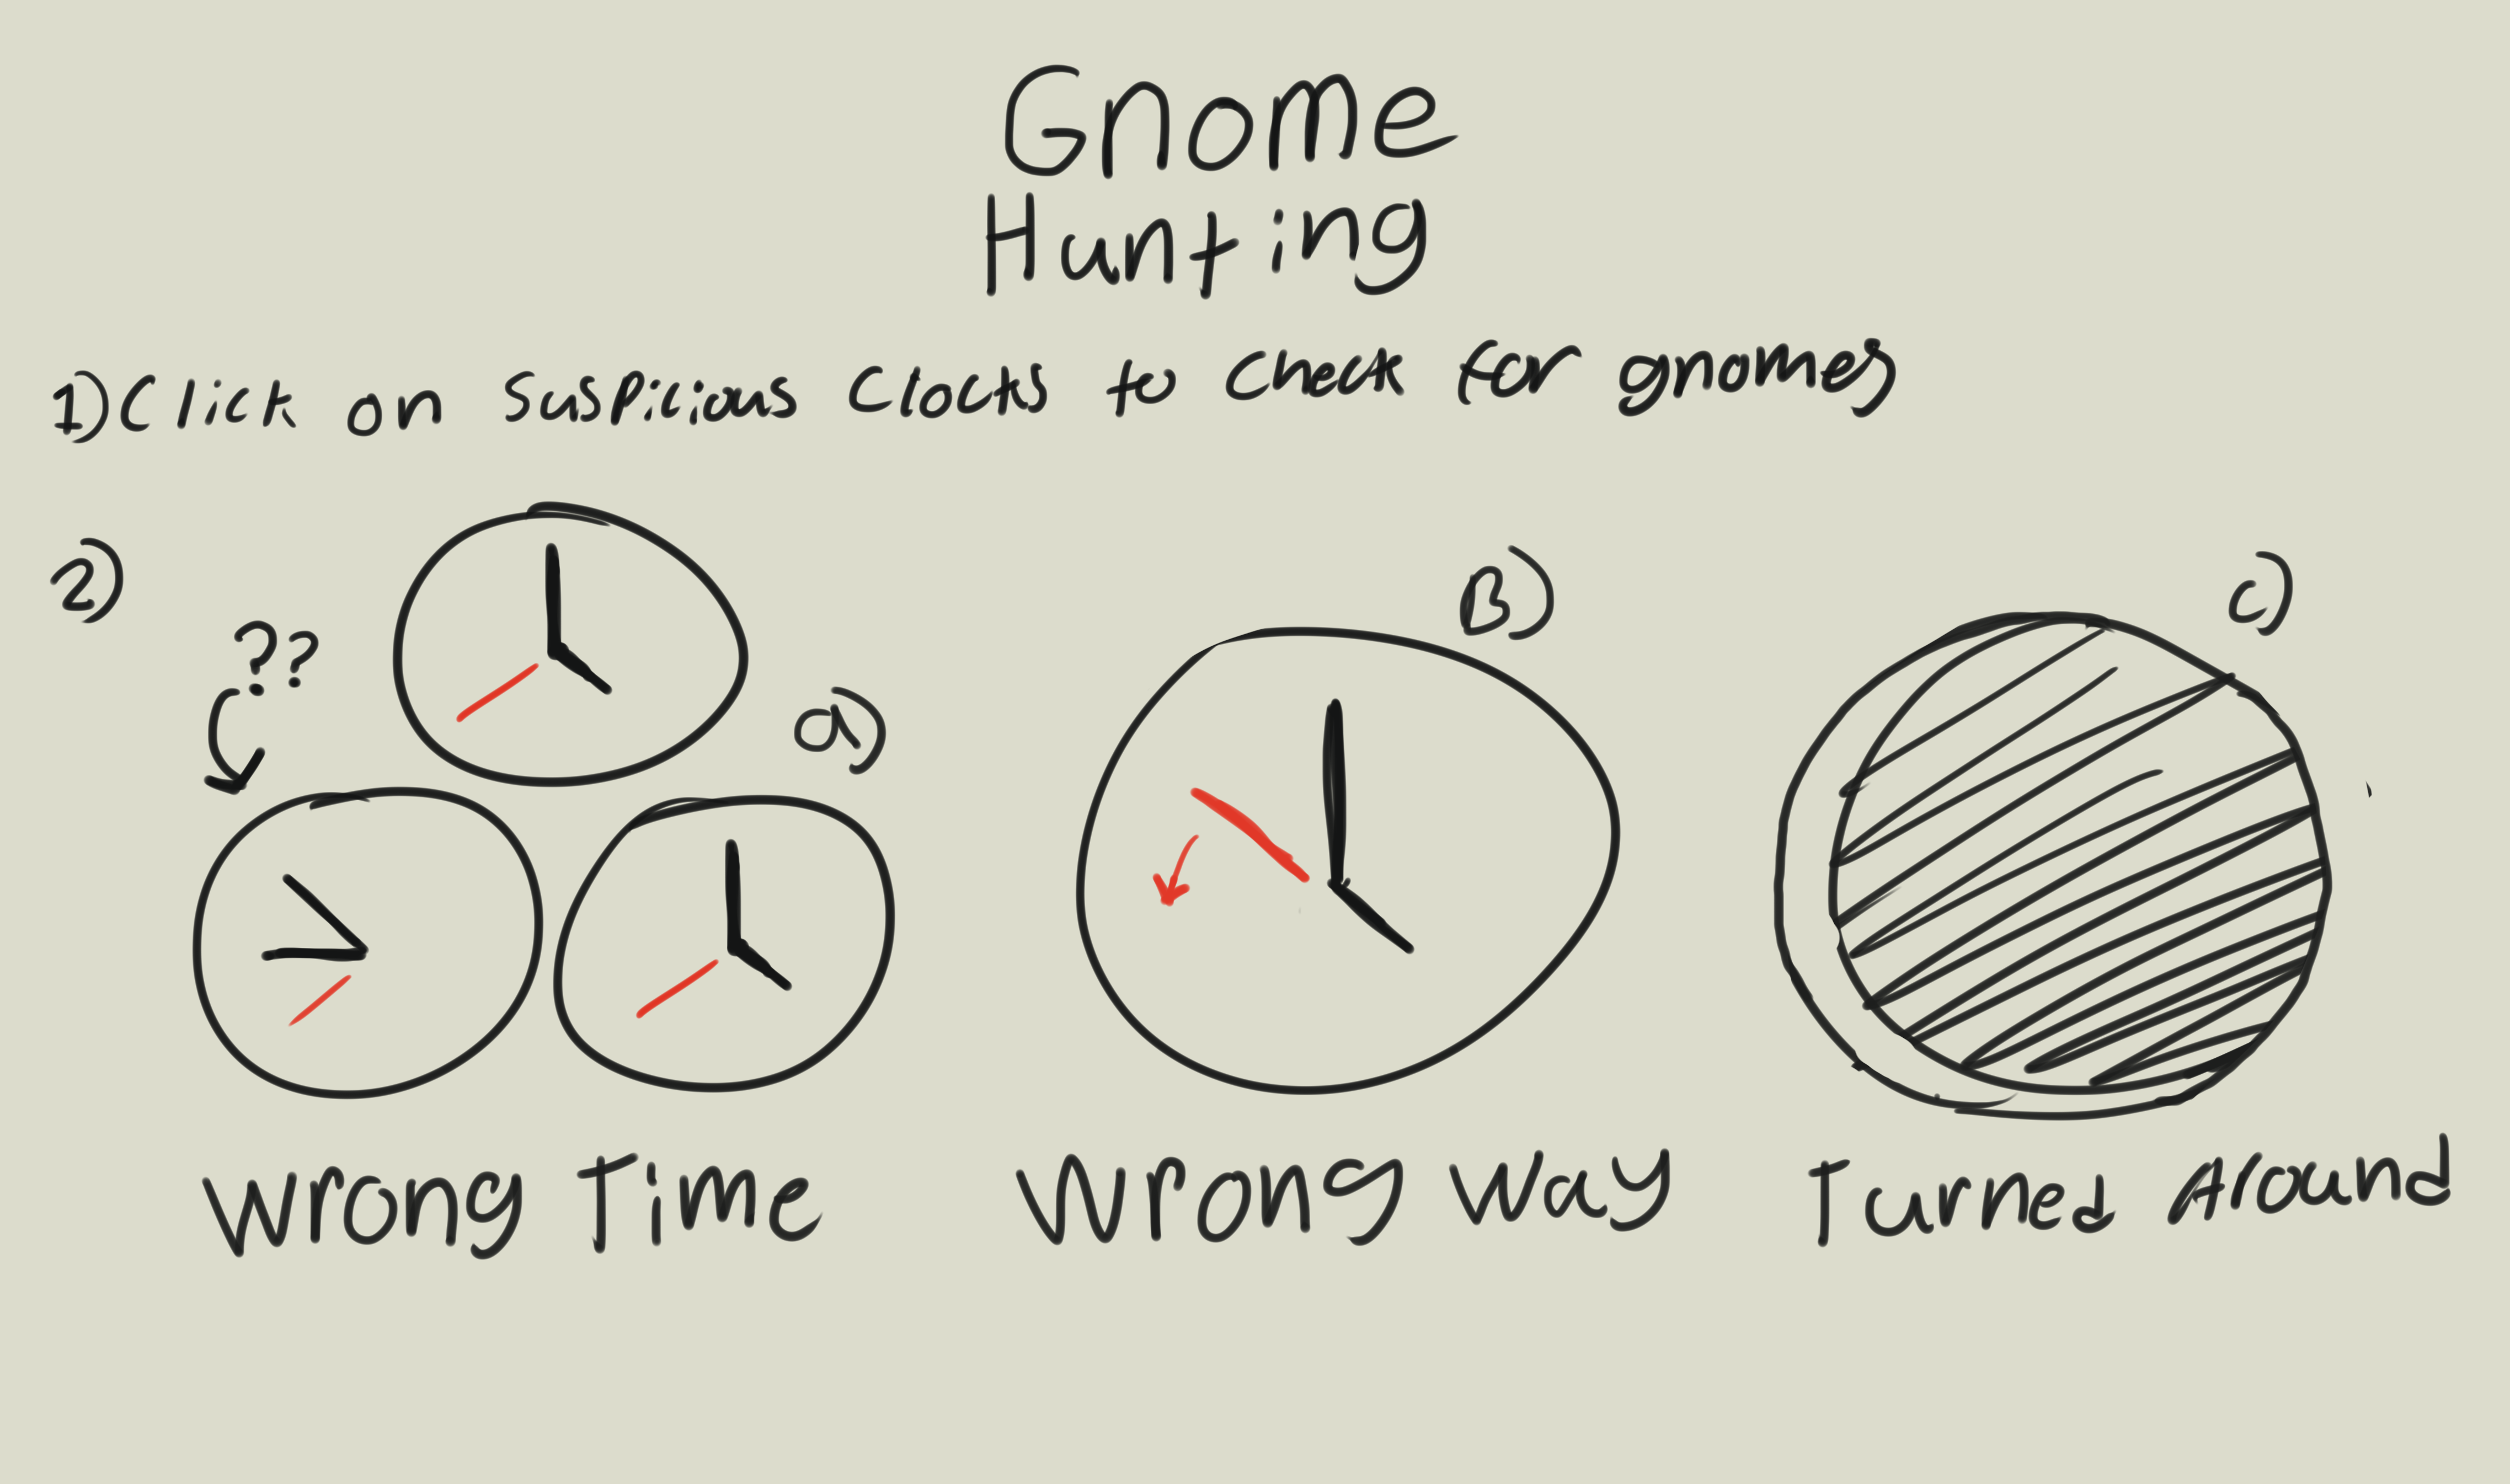 Gnome
Hunting
1) Click on Suspicious Clocks to Check for gnomes
2)
??
a)
B)
c)
Wrong Time
Wrong Way
Turned Around